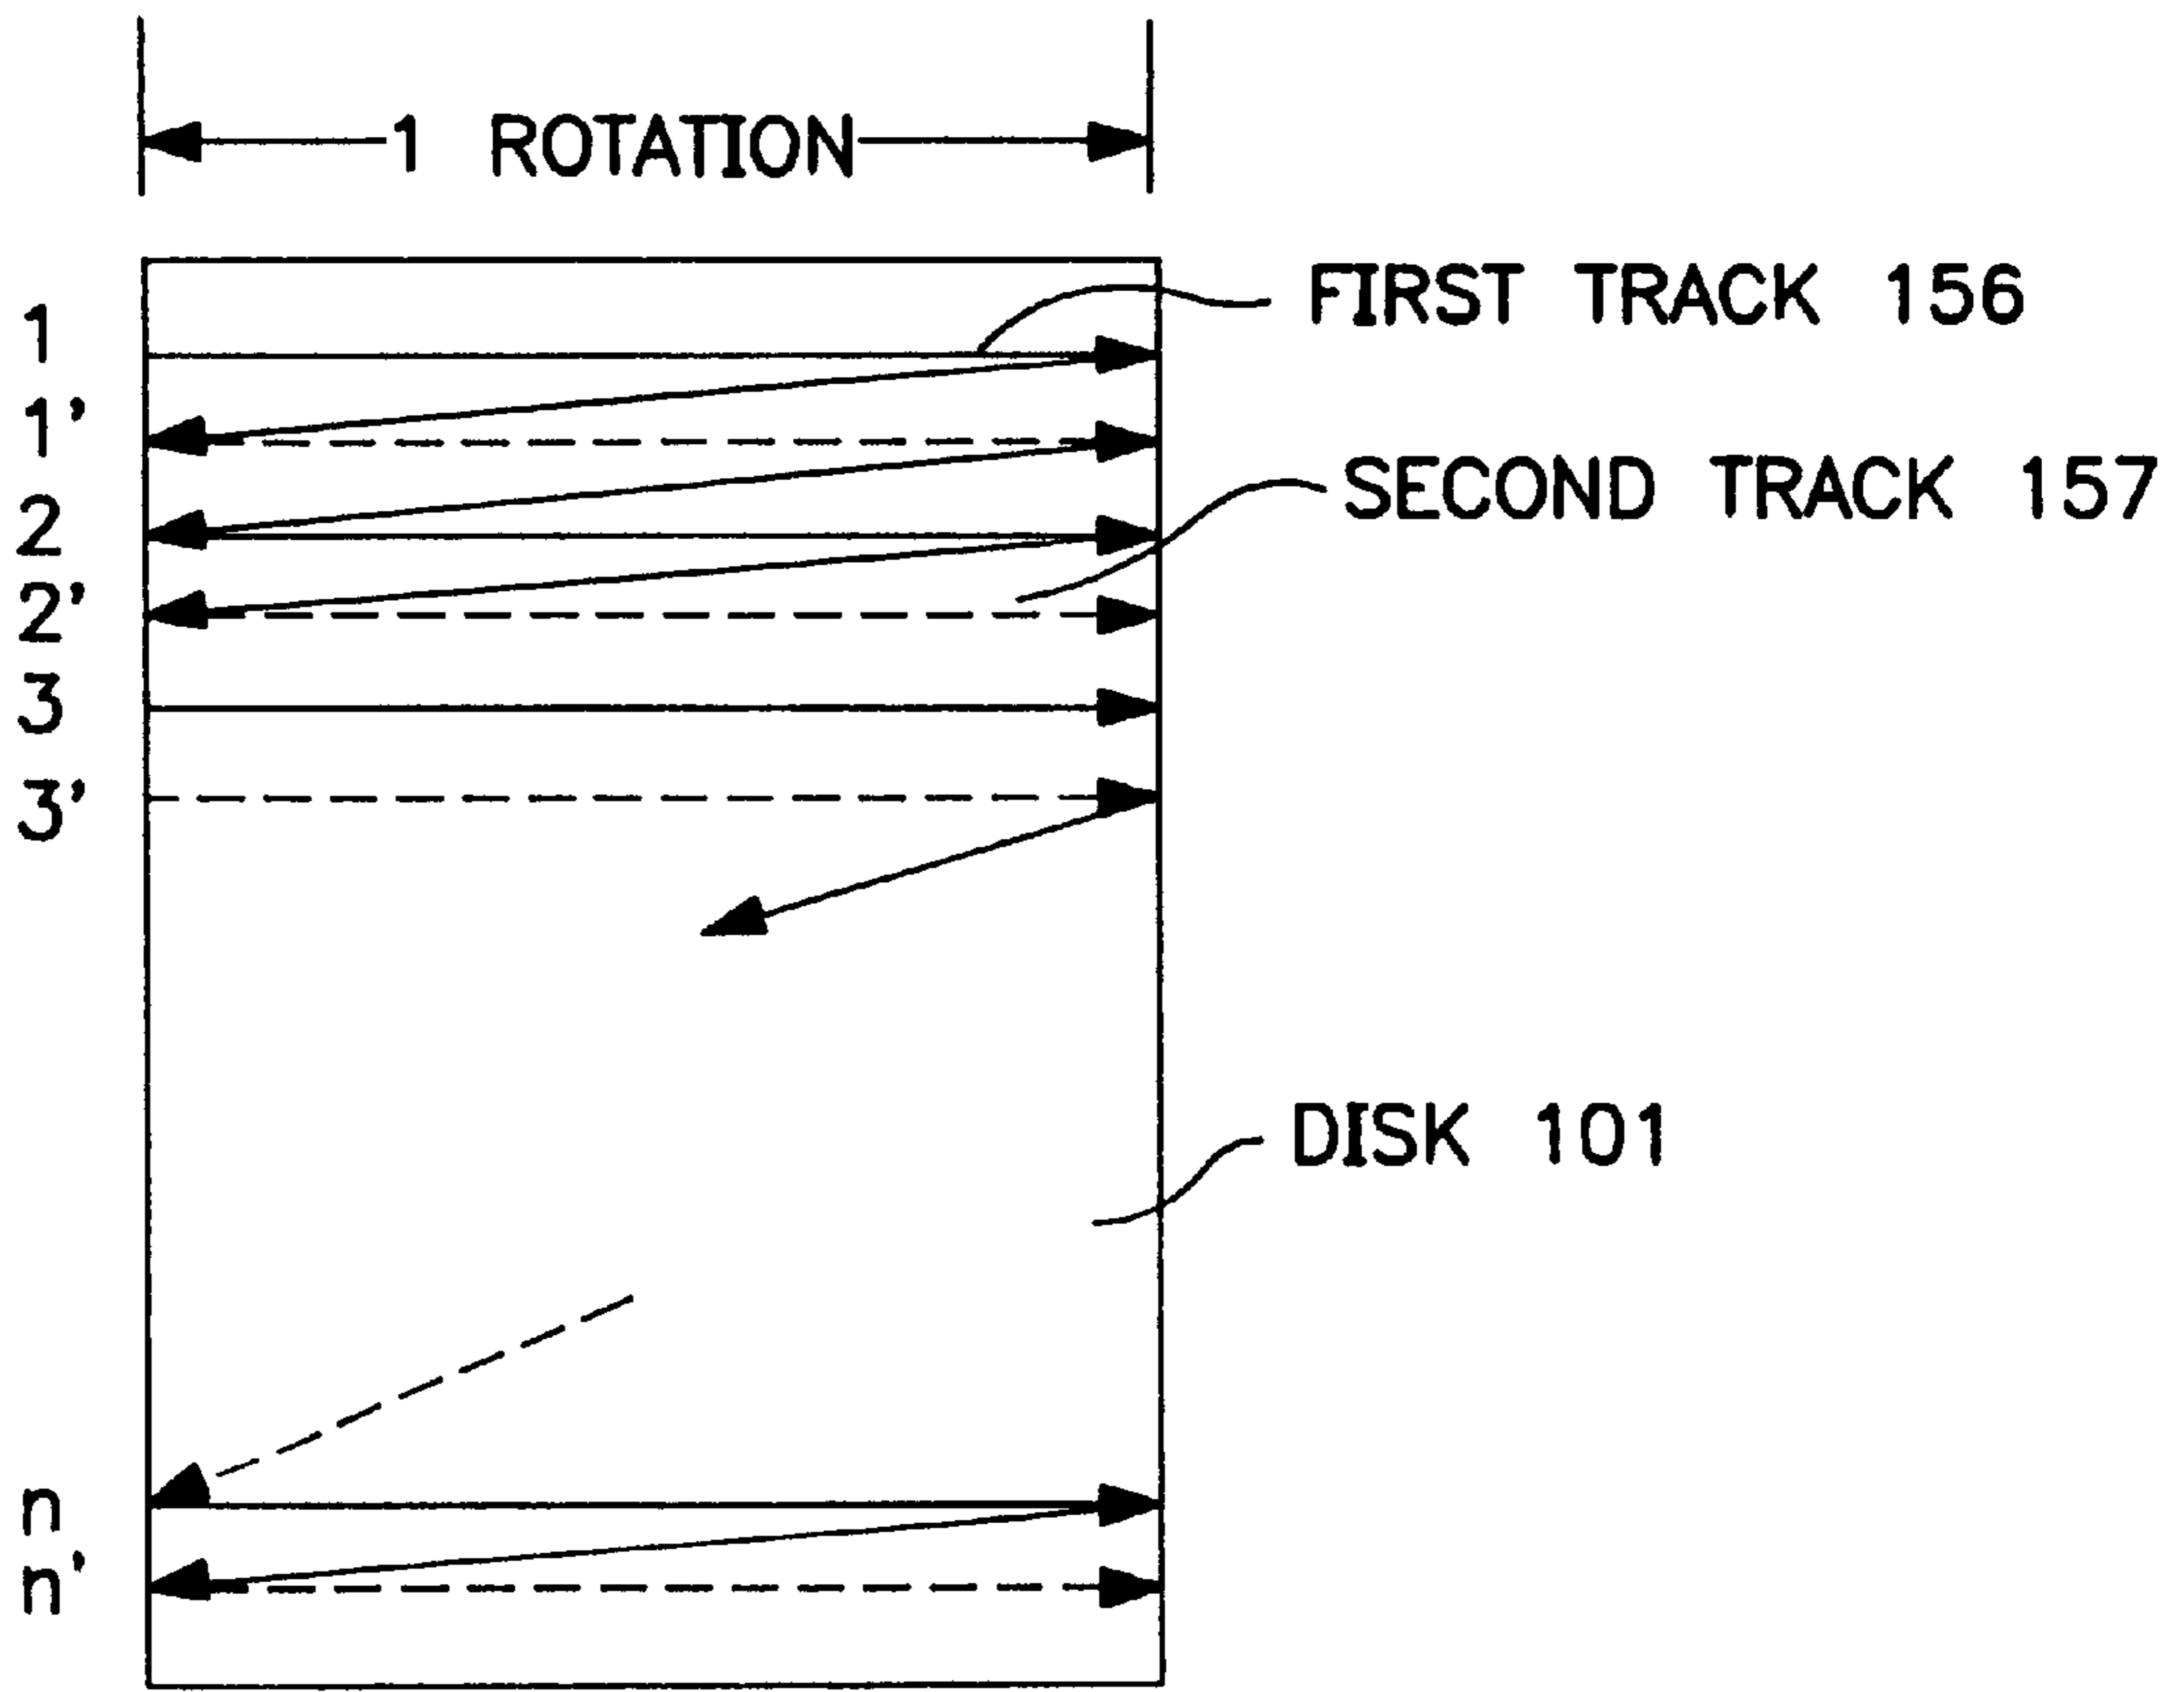 1 ROTATION
FIRST TRACK 156
1
1'
SECOND TRACK 157
2
2'
3
3'
DISK 101
n
n'